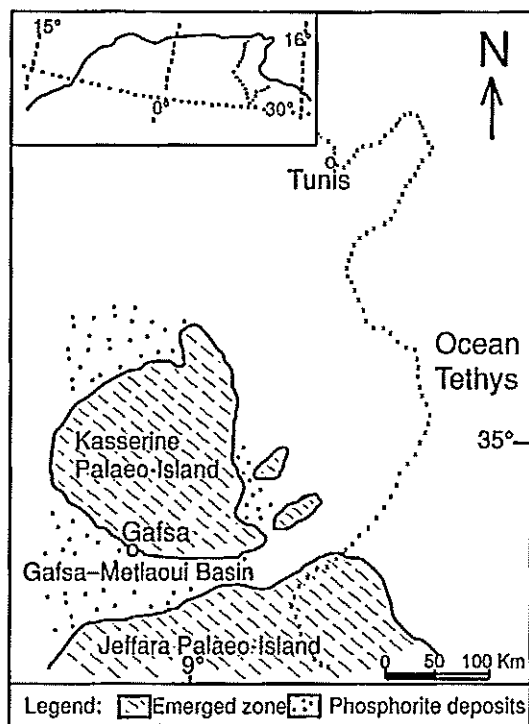 15°
16°
0°
30°
N
Tunis
Ocean
Tethys
35°
Kasserine
Palaeo-Island
Gafsa
Gafsa–Metlaoui Basin
Jeffara Palaeo-Island
9°
0 50 100 Km
Legend: Emerged zone Phosphorite deposits